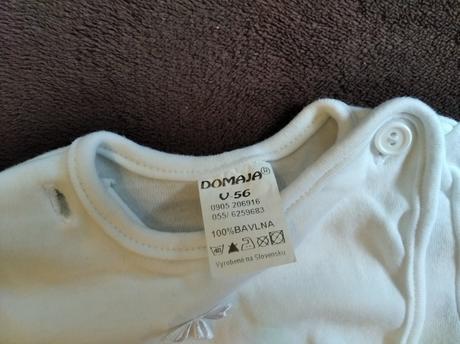 DOMAJA®
V-56
0905 206916
055/ 6259683
100%BAVLNA
40
Vyrobené na Slovensku